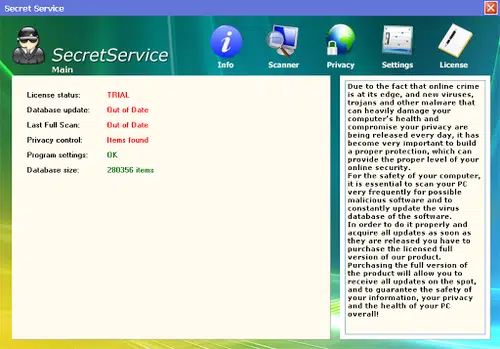 Secret Service
SecretService
Main
Info
Scanner
Privacy
Settings
License
License status: TRIAL
Database update: Out of Date
Last Full Scan: Out of Date
Privacy control: Items found
Program settings: OK
Database size: 280356 items
Due to the fact that online crime
is at its edge, and new viruses,
trojans and other malware that
can heavily damage your
computer's health and
compromise your privacy are
being released every day, it has
become very important to build
a proper protection, which can
provide the proper level of your
online security.
For the safety of your computer,
it is essential to scan your PC
very frequently for possible
malicious software and to
constantly update the virus
database of the software.
In order to do it properly and
acquire all updates as soon as
they are released you have to
purchase the licensed full
version of our product.
Purchasing the full version of
the product will allow you to
receive all updates on the spot,
and to guarantee the safety of
your information, your privacy
and the health of your PC
overall!